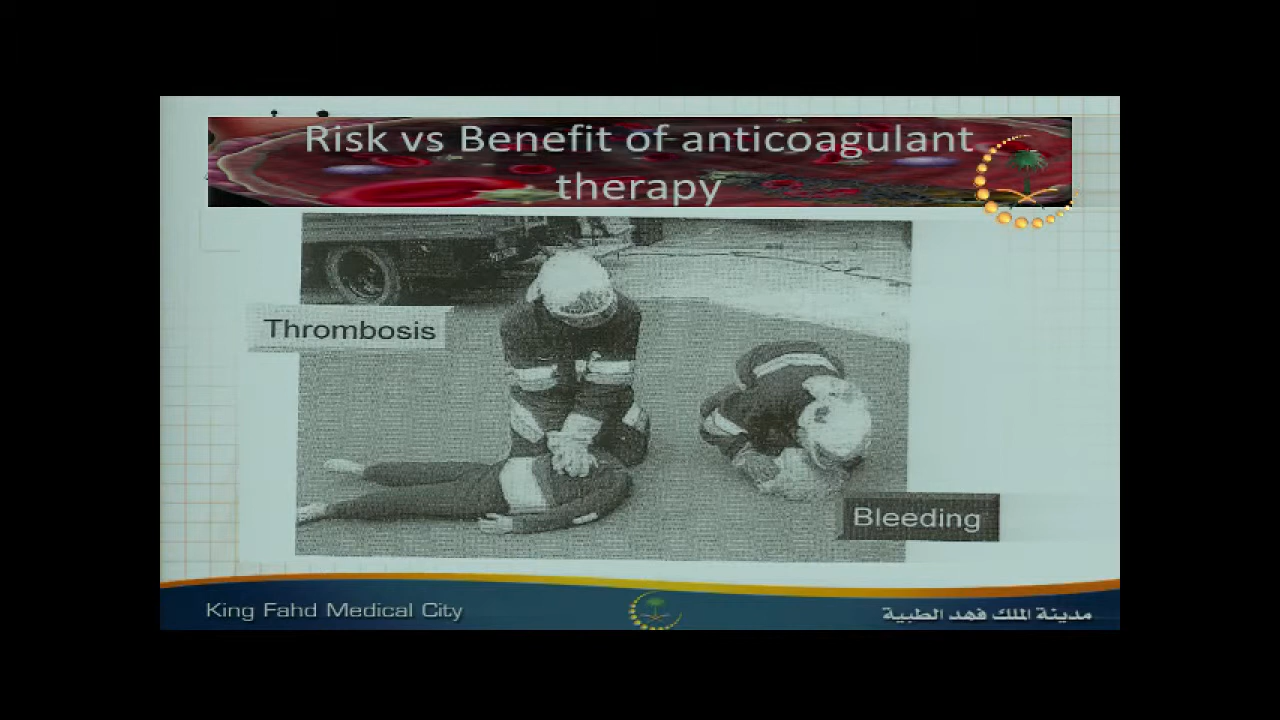 Risk vs Benefit of anticoagulant
therapy
Thrombosis
Bleeding
King Fahd Medical City
مدينة الملك فهد الطبية